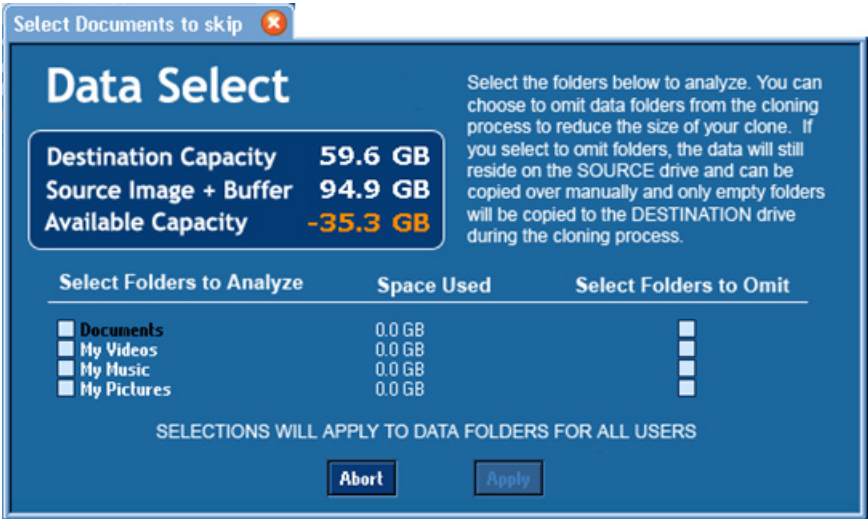 Select Documents to skip
Data Select
Select the folders below to analyze. You can
choose to omit data folders from the cloning
process to reduce the size of your clone. If
you select to omit folders, the data will still
reside on the SOURCE drive and can be
copied over manually and only empty folders
will be copied to the DESTINATION drive
during the cloning process.
Destination Capacity 59.6 GB
Source Image + Buffer 94.9 GB
Available Capacity -35.3 GB
Select Folders to Analyze Space Used Select Folders to Omit
Documents 0.0 GB
My Videos 0.0 GB
My Music 0.0 GB
My Pictures 0.0 GB
SELECTIONS WILL APPLY TO DATA FOLDERS FOR ALL USERS
Abort Apply